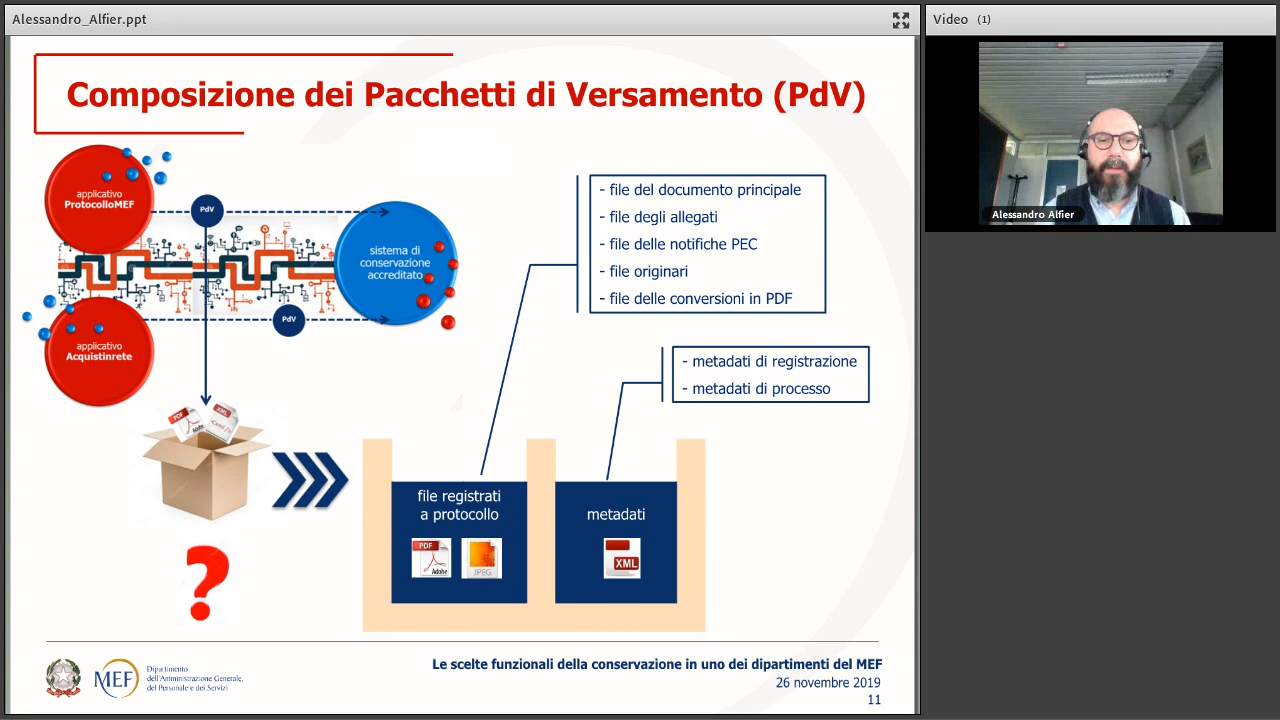 Alessandro_Alfier.ppt
Video (1)
Composizione dei Pacchetti di Versamento (PdV)
applicativo
ProtocolloMEF
PdV
sistema di
conservazione
accreditato
PdV
applicativo
Acquistinrete
- file del documento principale
- file degli allegati
- file delle notifiche PEC
- file originari
- file delle conversioni in PDF
- metadati di registrazione
- metadati di processo
PDF
XML
?
file registrati
a protocollo
PDF
Adobe
JPEG
metadati
XML
Alessandro Alfier
MEF
Dipartimento
dell'Amministrazione Generale,
del Personale e dei Servizi
Le scelte funzionali della conservazione in uno dei dipartimenti del MEF
26 novembre 2019
11